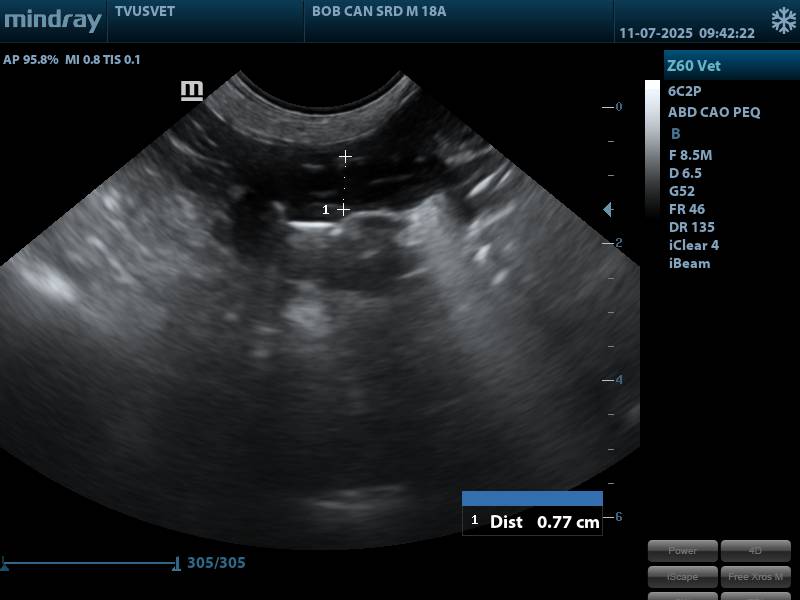 mindray
TVUSVET
BOB CAN SRD M 18A
11-07-2025 09:42:22
AP 95.8% MI 0.8 TIS 0.1
m
Z60 Vet
6C2P
ABD CAO PEQ
B
F 8.5M
D 6.5
G52
FR 46
DR 135
iClear 4
iBeam
0
2
4
6
1
1 Dist 0.77 cm
305/305
Power
4D
iScape
Free Xros M